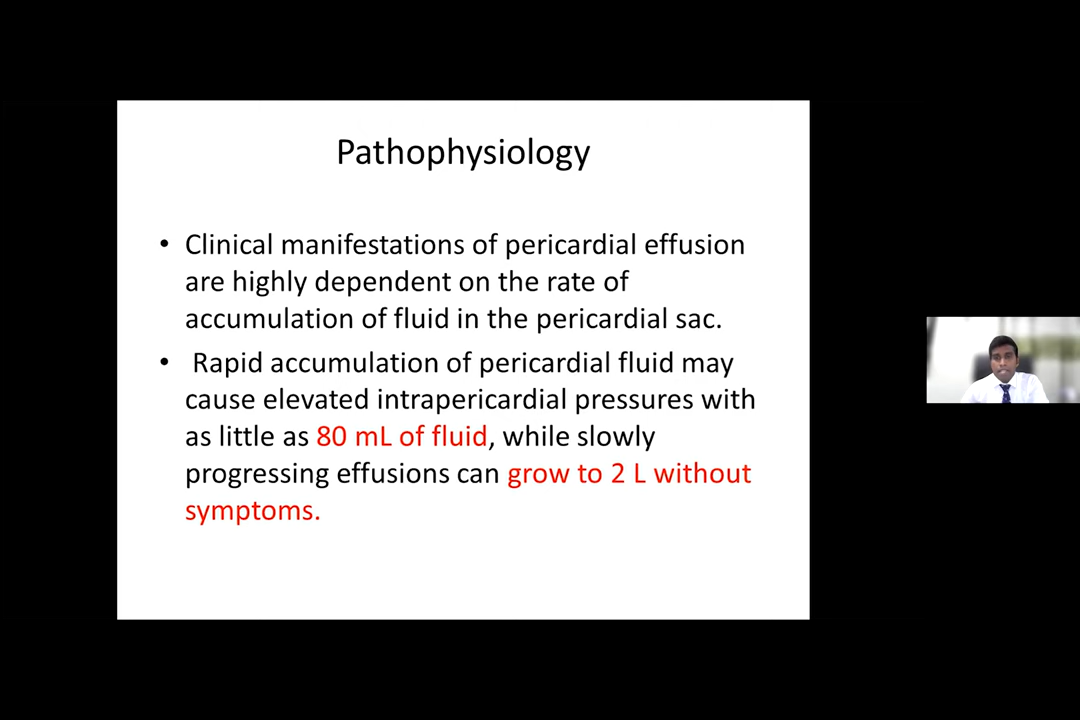 Pathophysiology
• Clinical manifestations of pericardial effusion
are highly dependent on the rate of
accumulation of fluid in the pericardial sac.
• Rapid accumulation of pericardial fluid may
cause elevated intrapericardial pressures with
as little as 80 mL of fluid, while slowly
progressing effusions can grow to 2 L without
symptoms.